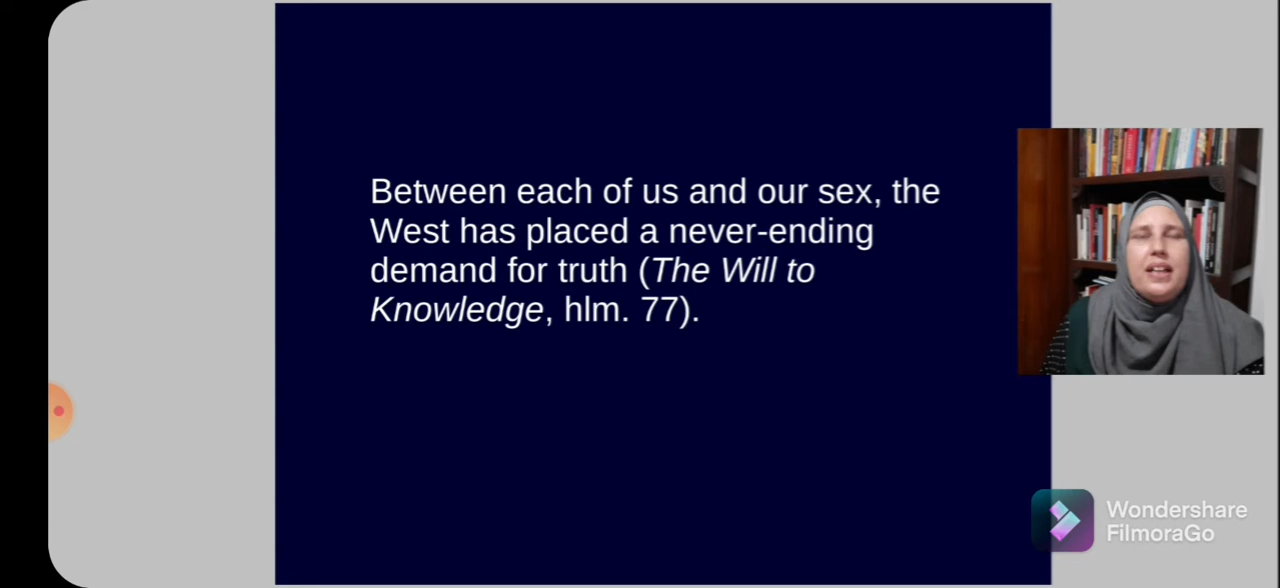 Between each of us and our sex, the
West has placed a never-ending
demand for truth (The Will to
Knowledge, hlm. 77).
Wondershare
FilmoraGo